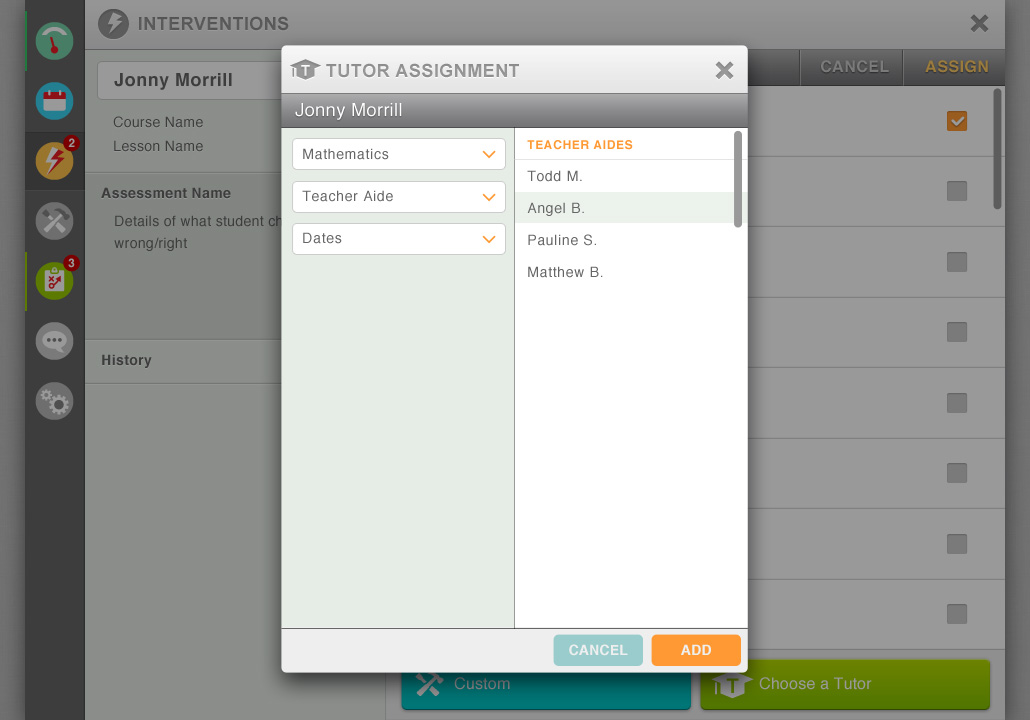 INTERVENTIONS
CANCEL
ASSIGN
Jonny Morrill
Course Name
Lesson Name
2
Assessment Name
Details of what student ch
wrong/right
3
History
T TUTOR ASSIGNMENT
Jonny Morrill
Mathematics
Teacher Aide
Dates
TEACHER AIDES
Todd M.
Angel B.
Pauline S.
Matthew B.
CANCEL
ADD
Custom
T Choose a Tutor